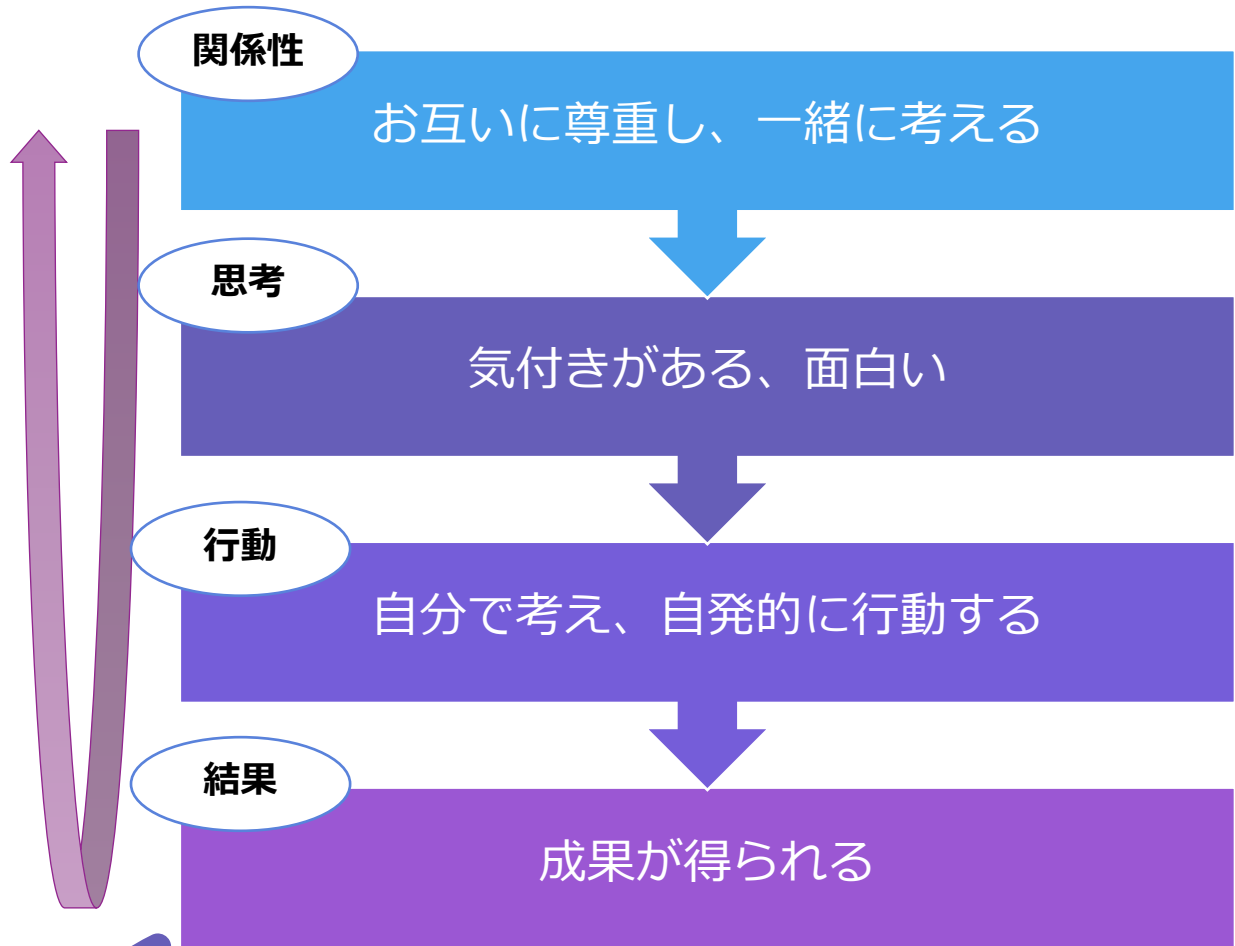 関係性
お互いに尊重し、一緒に考える
思考
気付きがある、面白い
行動
自分で考え、自発的に行動する
結果
成果が得られる